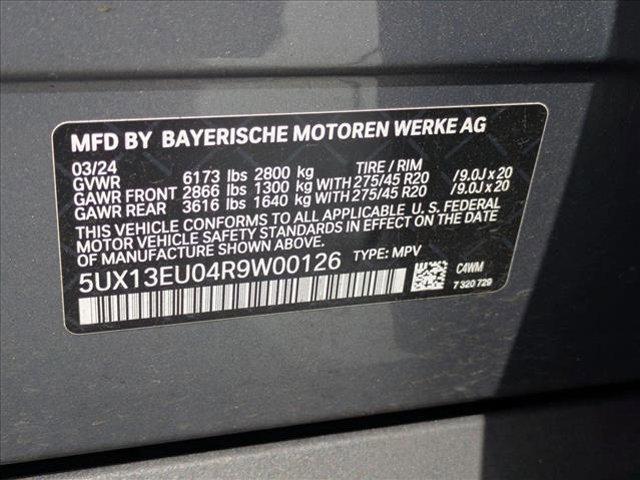 MFD BY BAYERISCHE MOTOREN WERKE AG
03/24 TIRE / RIM
GVWR 6173 lbs 2800 kg
GAWR FRONT 2866 lbs 1300 kg WITH 275/45 R20 /9.0J x 20
GAWR REAR 3616 lbs 1640 kg WITH 275/45 R20 /9.0J x 20
THIS VEHICLE CONFORMS TO ALL APPLICABLE U. S. FEDERAL
MOTOR VEHICLE SAFETY STANDARDS IN EFFECT ON THE DATE
OF MANUFACTURE SHOWN ABOVE.
5UX13EU04R9W00126 TYPE: MPV
C4WM
7 320 729